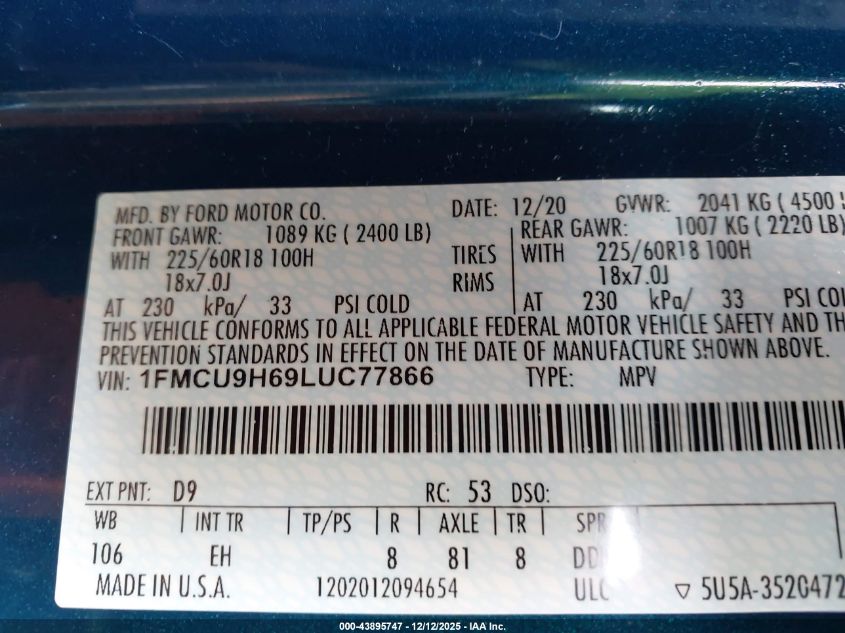 MFD. BY FORD MOTOR CO. DATE: 12/20 GVWR: 2041 KG ( 4500
FRONT GAWR: 1089 KG ( 2400 LB) REAR GAWR: 1007 KG ( 2220 LB)
WITH 225/60R18 100H TIRES WITH 225/60R18 100H
18x7.0J RIMS 18x7.0J
AT 230 kPa/ 33 PSI COLD AT 230 kPa/ 33 PSI
THIS VEHICLE CONFORMS TO ALL APPLICABLE FEDERAL MOTOR VEHICLE SAFETY AND
PREVENTION STANDARDS IN EFFECT ON THE DATE OF MANUFACTURE SHOWN ABOVE.
VIN: 1FMCU9H69LUC77866 TYPE: MPV
EXT PNT: D9 RC: 53 DSO:
WB INT TR TP/PS R AXLE TR SPR
106 EH 8 81 8 DD
MADE IN U.S.A. 1202012094654 ULC ▽ 5U5A-3520472
000-43895747 - 12/12/2025 - IAA Inc.